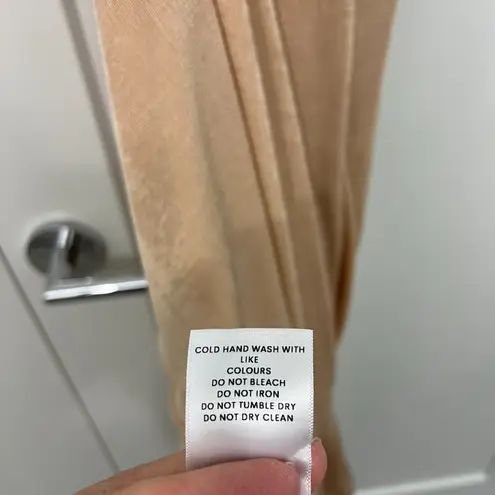 COLD HAND WASH WITH
LIKE
COLOURS
DO NOT BLEACH
DO NOT IRON
DO NOT TUMBLE DRY
DO NOT DRY CLEAN